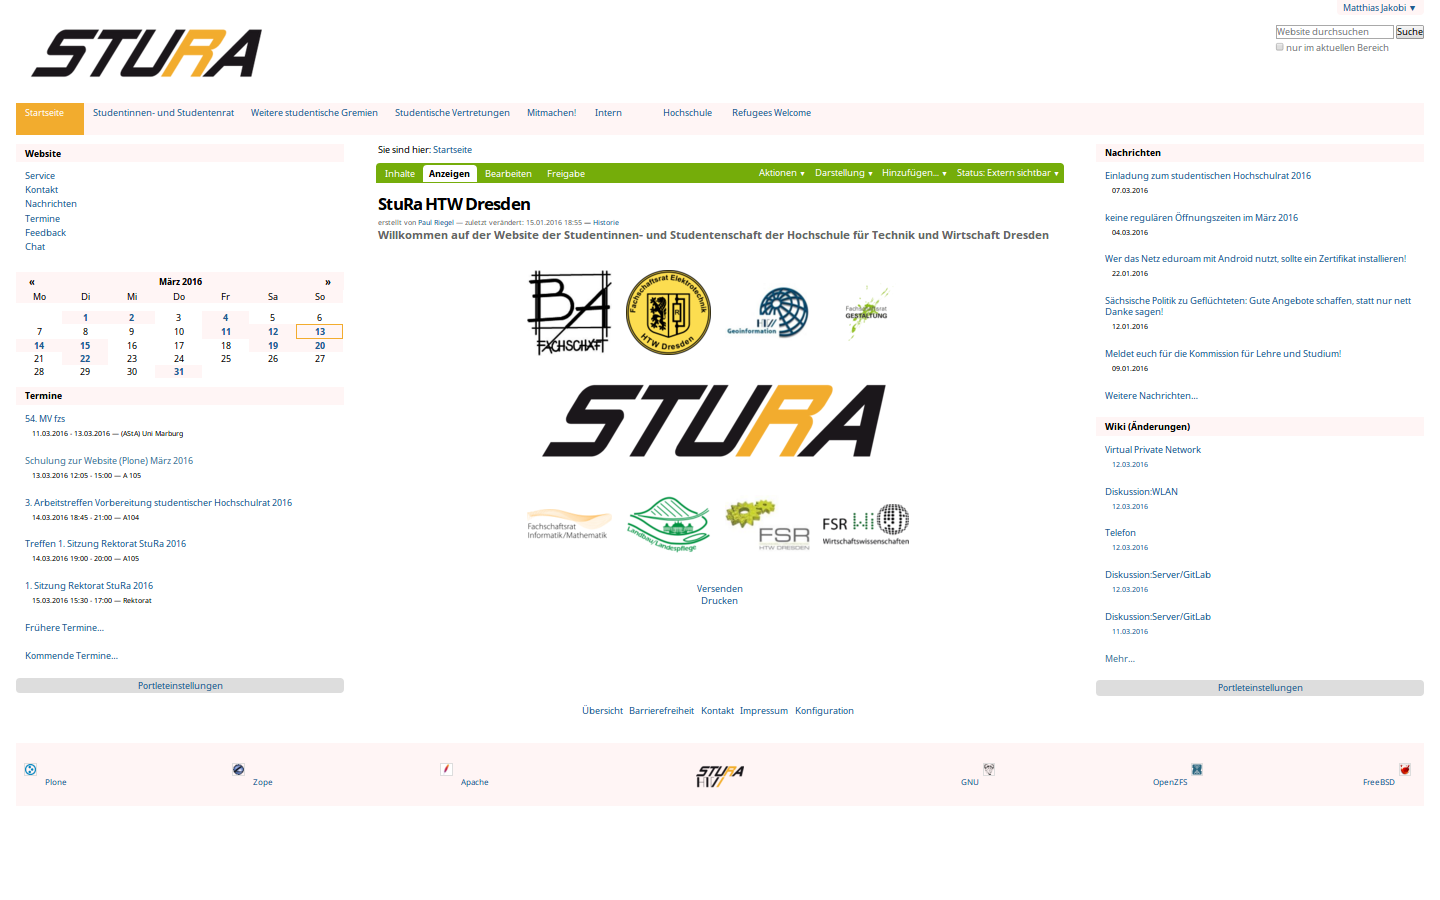 Matthias Jakobi ▼
STURA
Website durchsuchen Suche
nur im aktuellen Bereich
Startseite Studentinnen- und Studentenrat Weitere studentische Gremien Studentische Vertretungen Mitmachen! Intern Hochschule Refugees Welcome
Website
Service
Kontakt
Nachrichten
Termine
Feedback
Chat
« März 2016 »
Mo Di Mi Do Fr Sa So
1 2 3 4 5 6
7 8 9 10 11 12 13
14 15 16 17 18 19 20
21 22 23 24 25 26 27
28 29 30 31
Termine
54. MV fzs
11.03.2016 - 13.03.2016 — (AStA) Uni Marburg
Schulung zur Website (Plone) März 2016
13.03.2016 12:05 - 15:00 — A 105
3. Arbeitstreffen Vorbereitung studentischer Hochschulrat 2016
14.03.2016 18:45 - 21:00 — A104
Treffen 1. Sitzung Rektorat StuRa 2016
14.03.2016 19:00 - 20:00 — A105
1. Sitzung Rektorat StuRa 2016
15.03.2016 15:30 - 17:00 — Rektorat
Frühere Termine…
Kommende Termine…
Portleteinstellungen
Sie sind hier: Startseite
Inhalte Anzeigen Bearbeiten Freigabe Aktionen ▼ Darstellung ▼ Hinzufügen… ▼ Status: Extern sichtbar ▼
StuRa HTW Dresden
erstellt von Paul Riegel — zuletzt verändert: 15.01.2016 18:55 — Historie
Willkommen auf der Website der Studentinnen- und Studentenschaft der Hochschule für Technik und Wirtschaft Dresden
BA
FACHSCHAFT
Fachschaftsrat Elektrotechnik
R
HTW Dresden
HTW
Geoinformation
Fachschaftsrat
GESTALTUNG
STURA
Fachschaftsrat
Informatik/Mathematik
Landbau/Landespflege
FSR
HTW DRESDEN
FSR WiWi
Wirtschaftswissenschaften
Versenden
Drucken
Nachrichten
Einladung zum studentischen Hochschulrat 2016
07.03.2016
keine regulären Öffnungszeiten im März 2016
04.03.2016
Wer das Netz eduroam mit Android nutzt, sollte ein Zertifikat installieren!
22.01.2016
Sächsische Politik zu Geflüchteten: Gute Angebote schaffen, statt nur nett
Danke sagen!
12.01.2016
Meldet euch für die Kommission für Lehre und Studium!
09.01.2016
Weitere Nachrichten…
Wiki (Änderungen)
Virtual Private Network
12.03.2016
Diskussion:WLAN
12.03.2016
Telefon
12.03.2016
Diskussion:Server/GitLab
12.03.2016
Diskussion:Server/GitLab
11.03.2016
Mehr…
Portleteinstellungen
Übersicht Barrierefreiheit Kontakt Impressum Konfiguration
Plone Zope Apache STURA HTW GNU OpenZFS FreeBSD